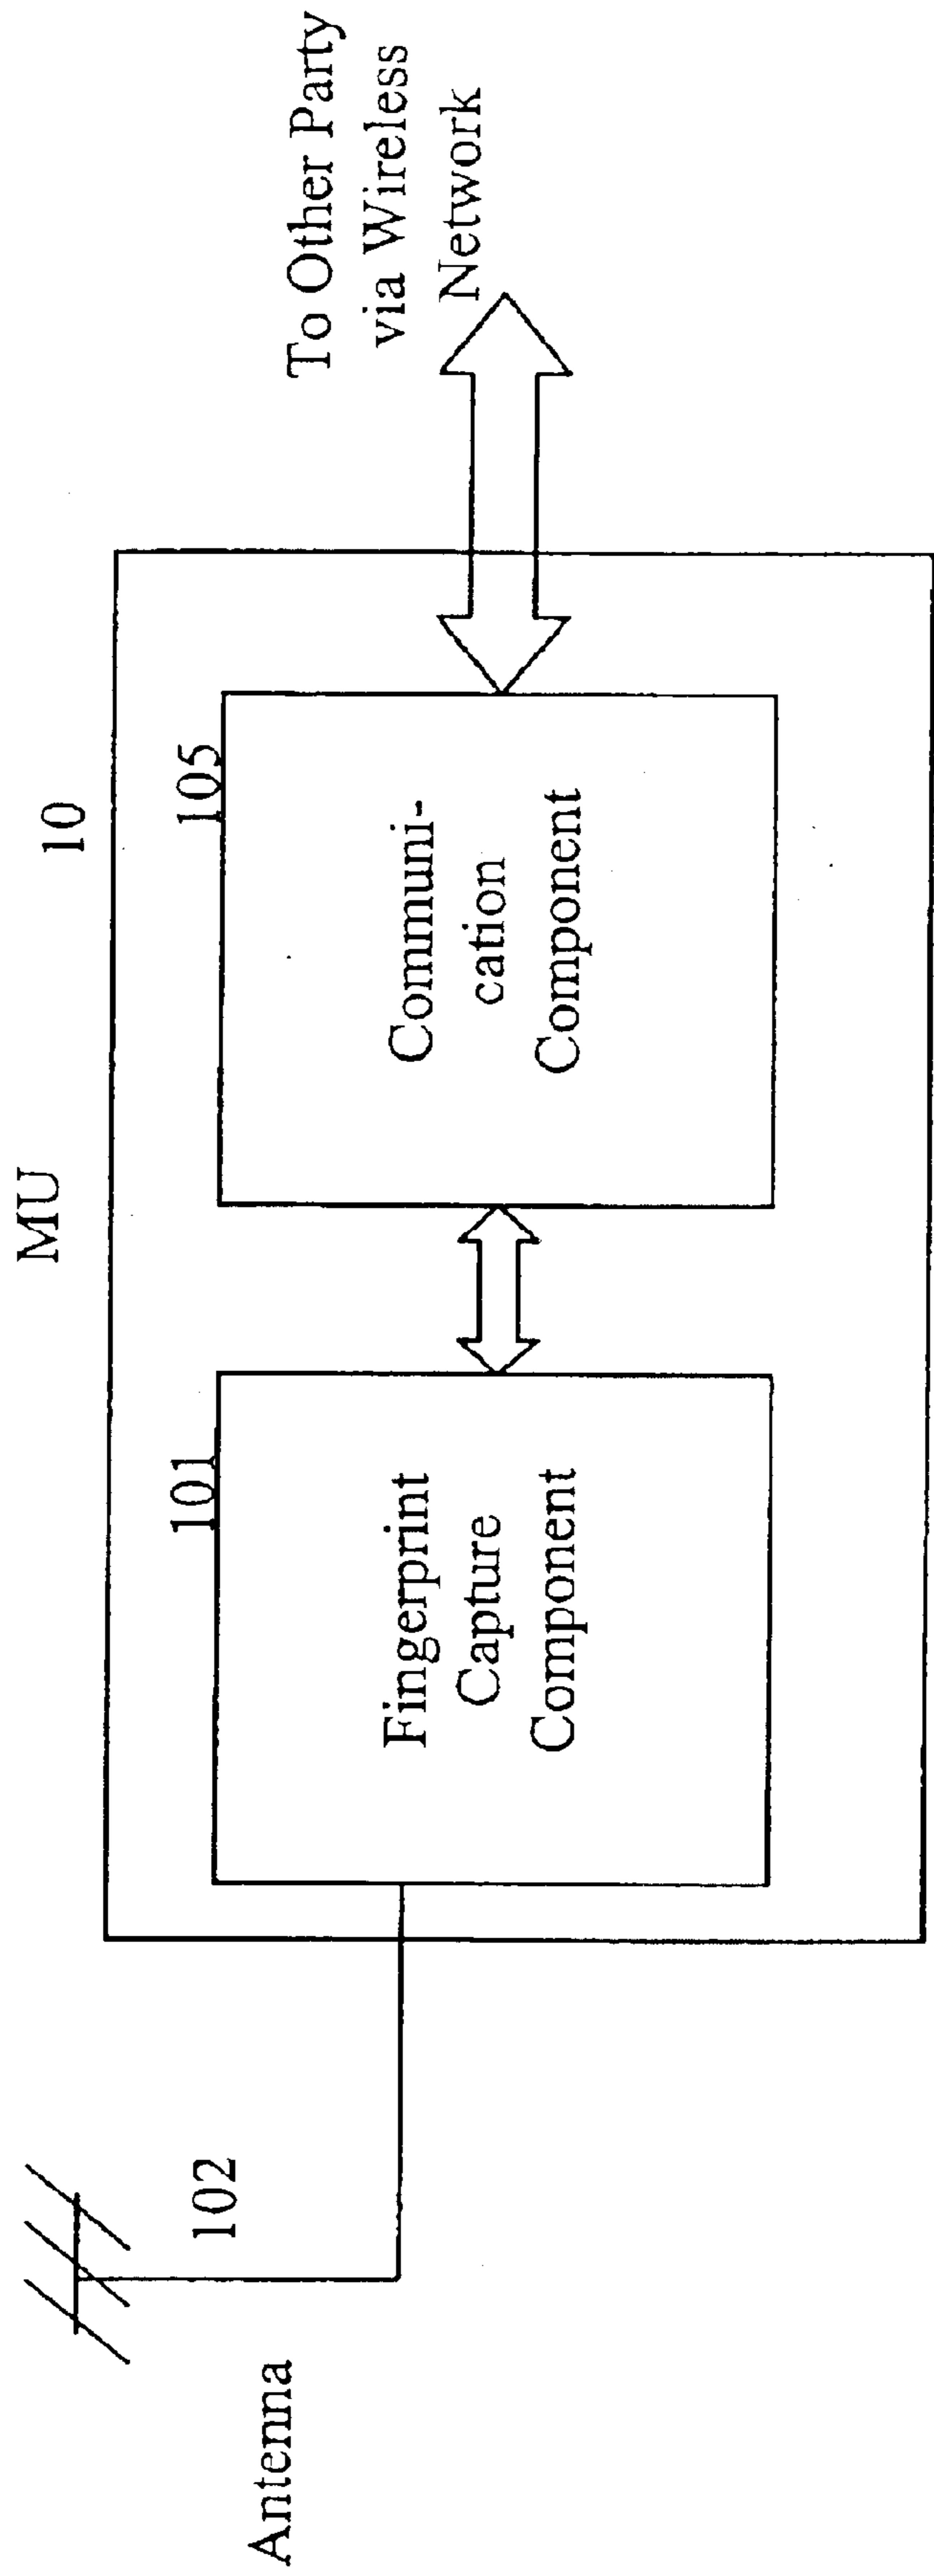 MU
10
Antenna
102
101
Fingerprint
Capture
Component
105
Communi-
cation
Component
To Other Party
via Wireless
Network